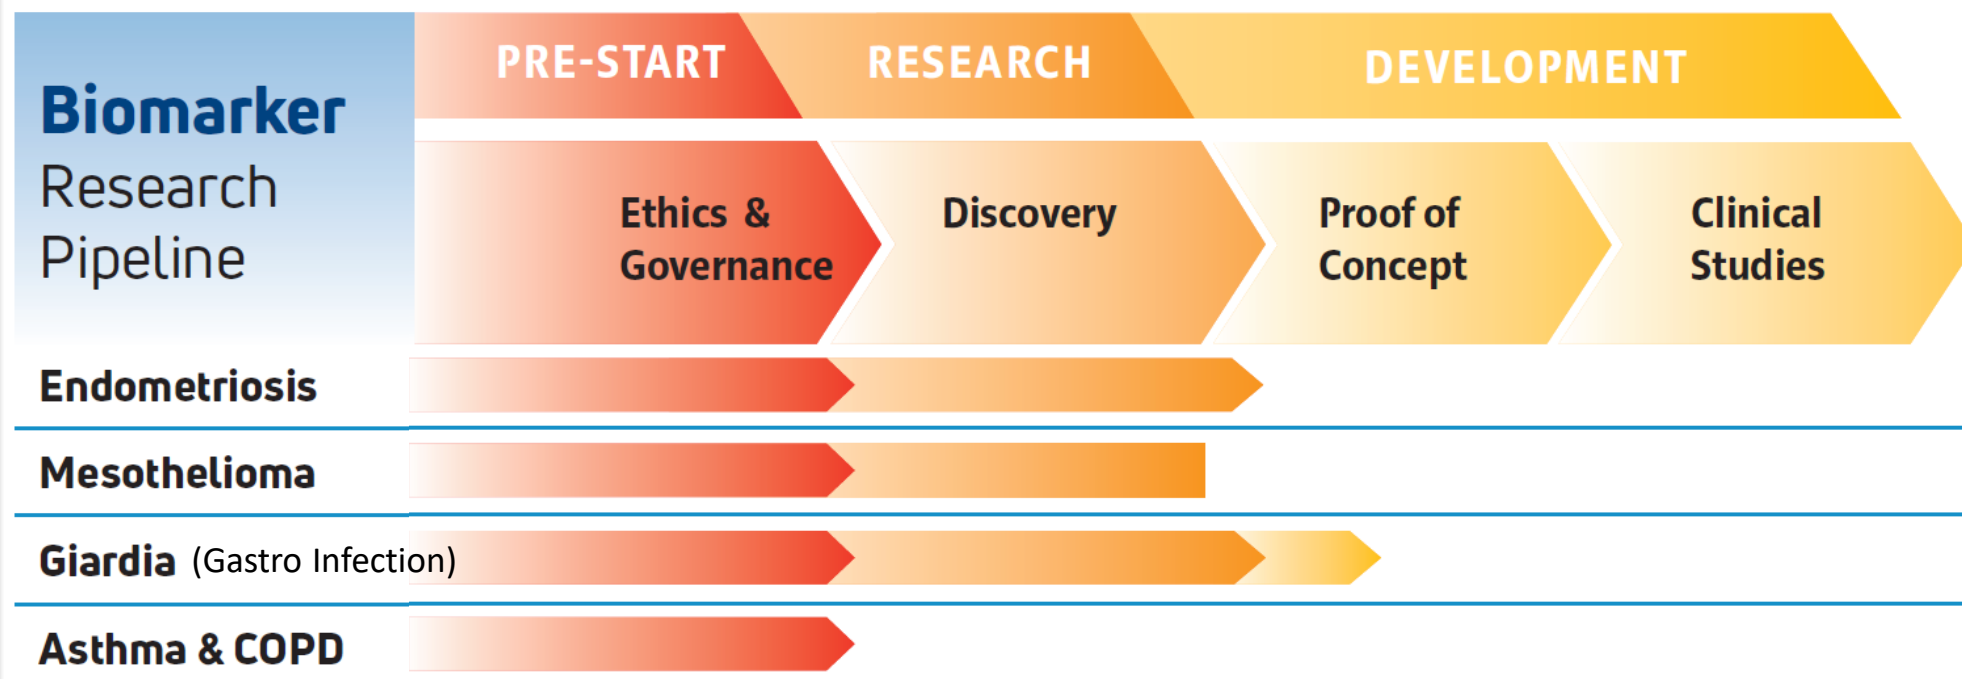 Biomarker
Research
Pipeline
PRE-START
RESEARCH
DEVELOPMENT
Ethics &
Governance
Discovery
Proof of
Concept
Clinical
Studies
Endometriosis
Mesothelioma
Giardia (Gastro Infection)
Asthma & COPD